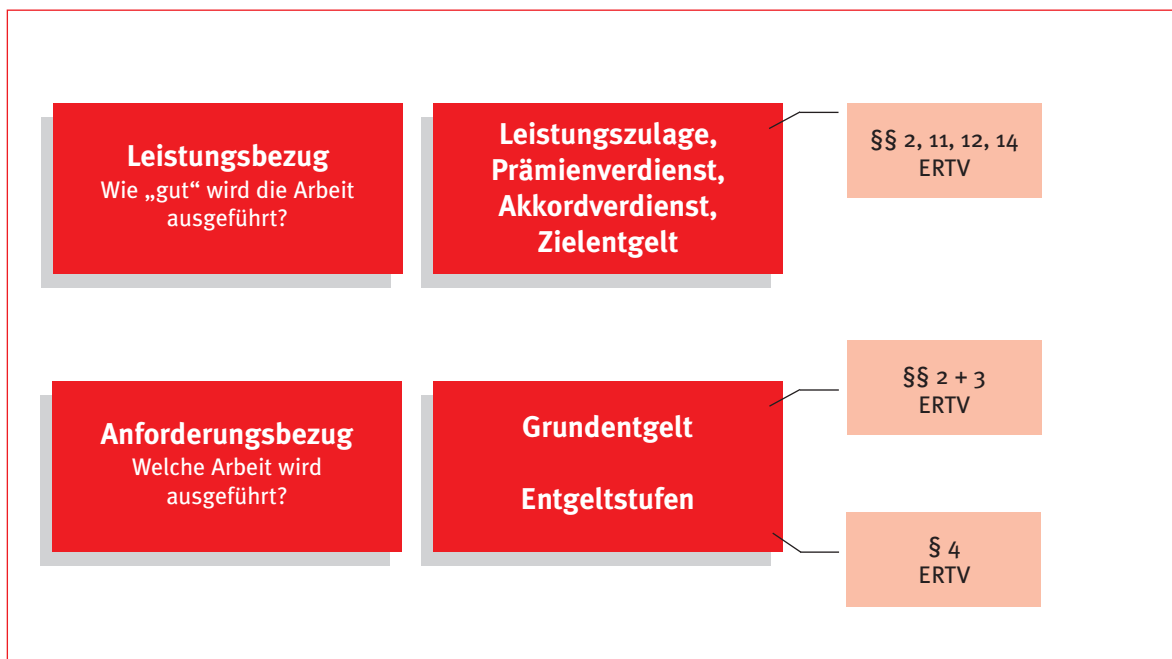 Leistungsbezug
Wie „gut“ wird die Arbeit
ausgeführt?
Leistungszulage,
Prämienverdienst,
Akkordverdienst,
Zielentgelt
§§ 2, 11, 12, 14
ERTV
Anforderungsbezug
Welche Arbeit wird
ausgeführt?
Grundentgelt
Entgeltstufen
§§ 2 + 3
ERTV
§ 4
ERTV